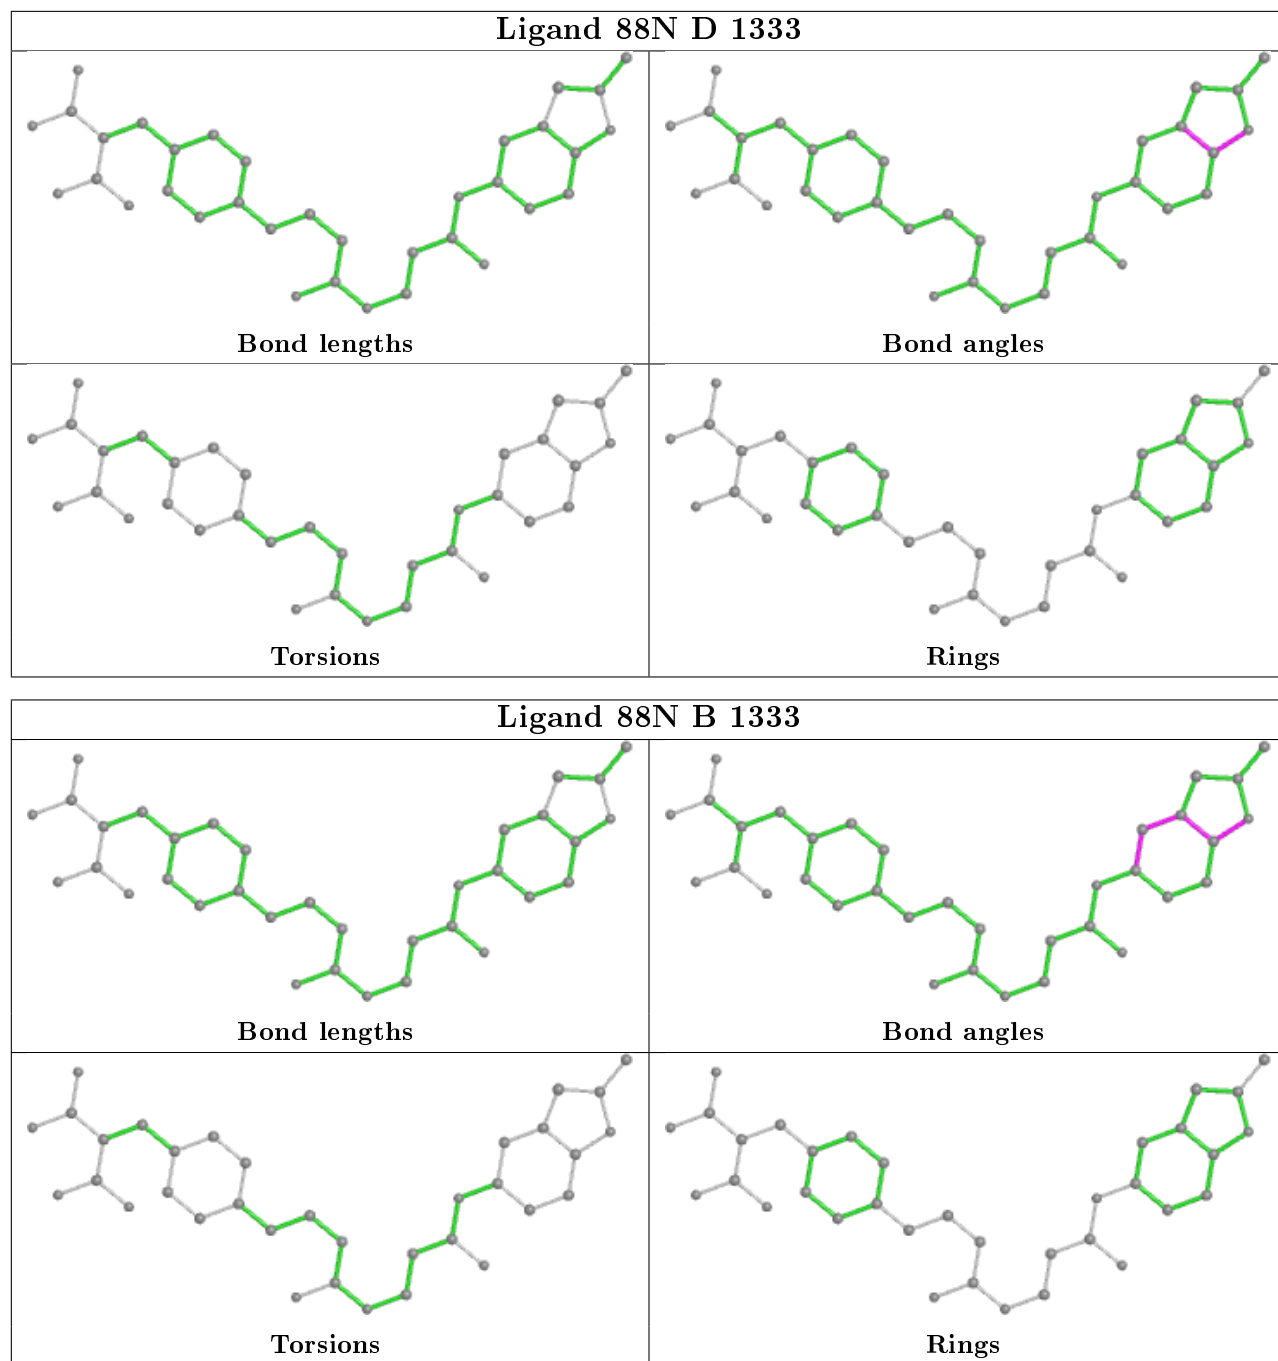 Ligand 88N D 1333
Bond lengths
Bond angles
Torsions
Rings
Ligand 88N B 1333
Bond lengths
Bond angles
Torsions
Rings